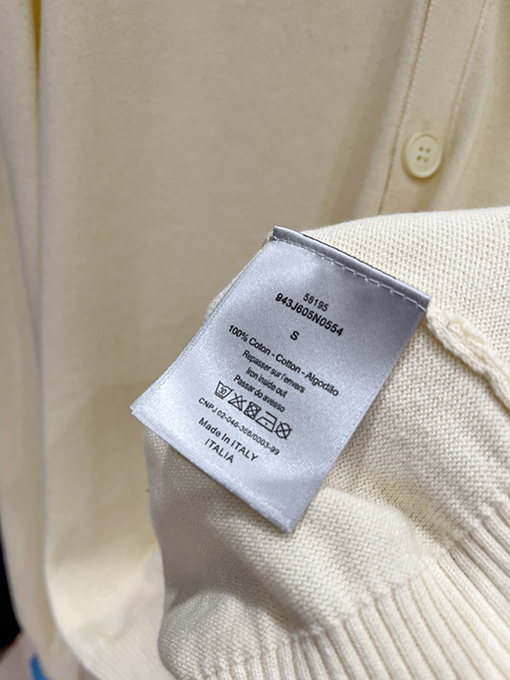 58195
943J605N0554
S
100% Coton - Cotton - Algodão
Repasser sur l'envers
Iron inside out
Passar do avesso
CNPJ 02-046-366/0003-99
Made In ITALY
ITALIA